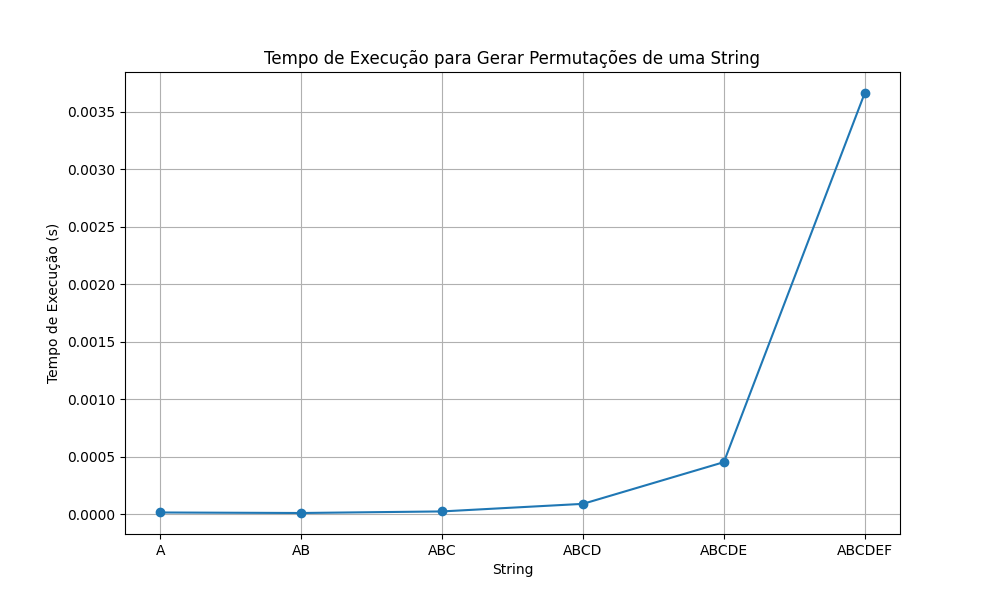 Tempo de Execução para Gerar Permutações de uma String
Tempo de Execução (s)
0.0035
0.0030
0.0025
0.0020
0.0015
0.0010
0.0005
0.0000
A AB ABC ABCD ABCDE ABCDEF
String